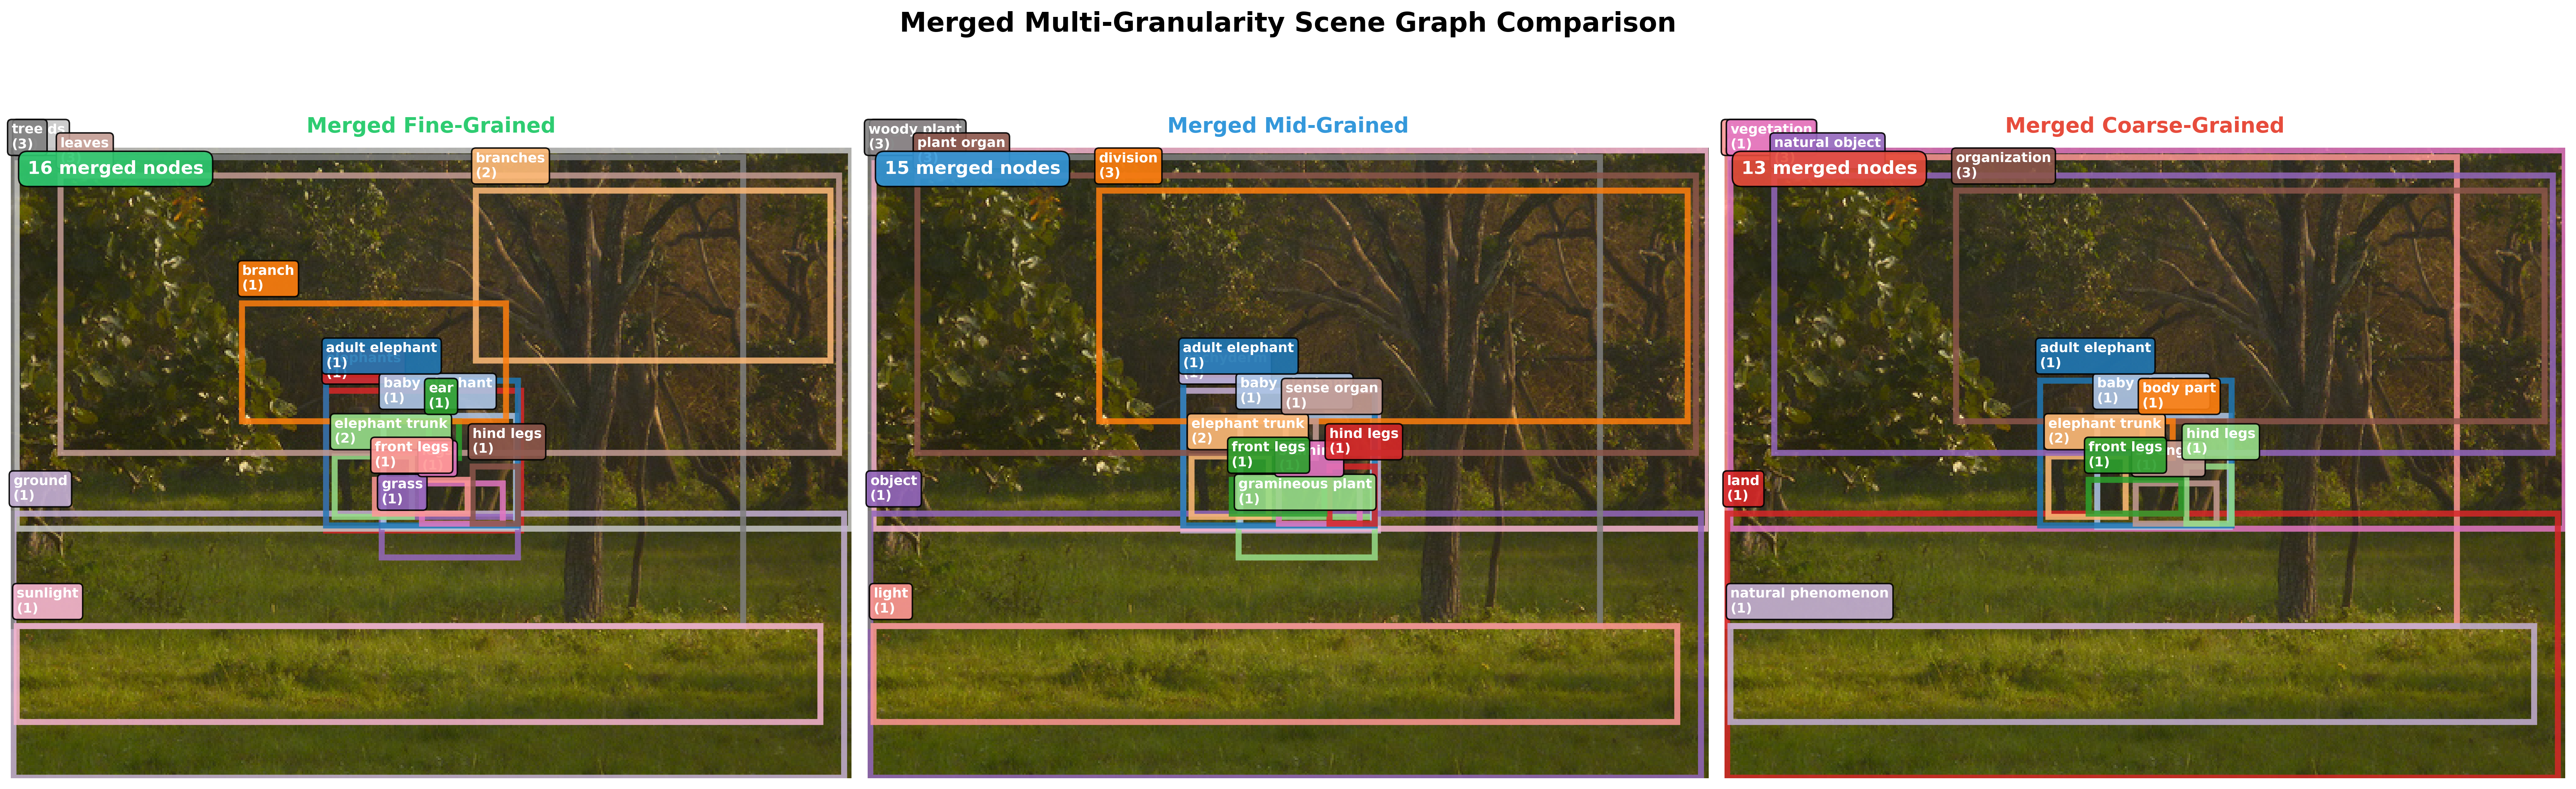 Merged Multi-Granularity Scene Graph Comparison
Merged Fine-Grained
tree
(3)
leaves
16 merged nodes
branches
(2)
branch
(1)
adult elephant
(1)
baby
(1)
ear
(1)
elephant trunk
(2)
front legs
(1)
hind legs
(1)
grass
(1)
ground
(1)
sunlight
(1)
Merged Mid-Grained
woody plant
(3)
plant organ
15 merged nodes
division
(3)
adult elephant
(1)
baby
(1)
sense organ
(1)
elephant trunk
(2)
front legs
(1)
hind legs
(1)
gramineous plant
(1)
object
(1)
light
(1)
Merged Coarse-Grained
vegetation
(1)
natural object
13 merged nodes
organization
(3)
adult elephant
(1)
baby
(1)
body part
(1)
elephant trunk
(2)
front legs
(1)
hind legs
(1)
land
(1)
natural phenomenon
(1)